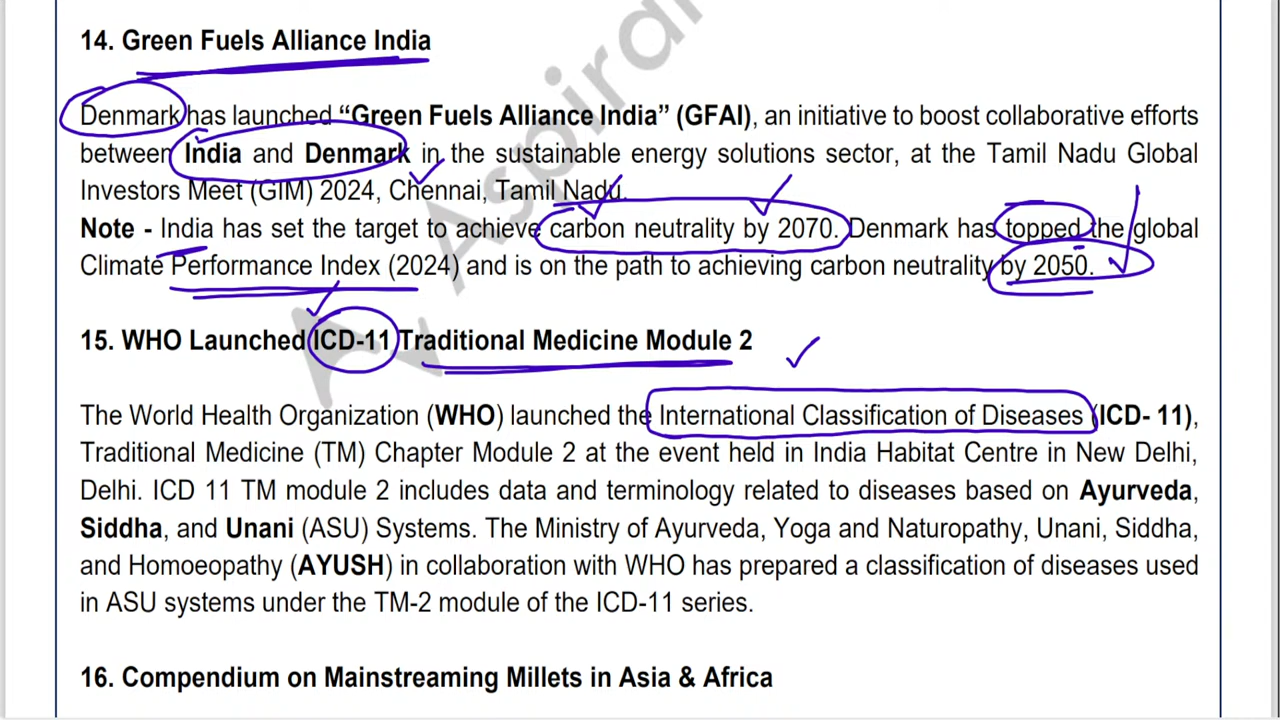 14. Green Fuels Alliance India
Denmark has launched “Green Fuels Alliance India” (GFAI), an initiative to boost collaborative efforts
between India and Denmark in the sustainable energy solutions sector, at the Tamil Nadu Global
Investors Meet (GIM) 2024, Chennai, Tamil Nadu.
Note - India has set the target to achieve carbon neutrality by 2070. Denmark has topped the global
Climate Performance Index (2024) and is on the path to achieving carbon neutrality by 2050.
15. WHO Launched ICD-11 Traditional Medicine Module 2
The World Health Organization (WHO) launched the International Classification of Diseases (ICD- 11),
Traditional Medicine (TM) Chapter Module 2 at the event held in India Habitat Centre in New Delhi,
Delhi. ICD 11 TM module 2 includes data and terminology related to diseases based on Ayurveda,
Siddha, and Unani (ASU) Systems. The Ministry of Ayurveda, Yoga and Naturopathy, Unani, Siddha,
and Homoeopathy (AYUSH) in collaboration with WHO has prepared a classification of diseases used
in ASU systems under the TM-2 module of the ICD-11 series.
16. Compendium on Mainstreaming Millets in Asia & Africa